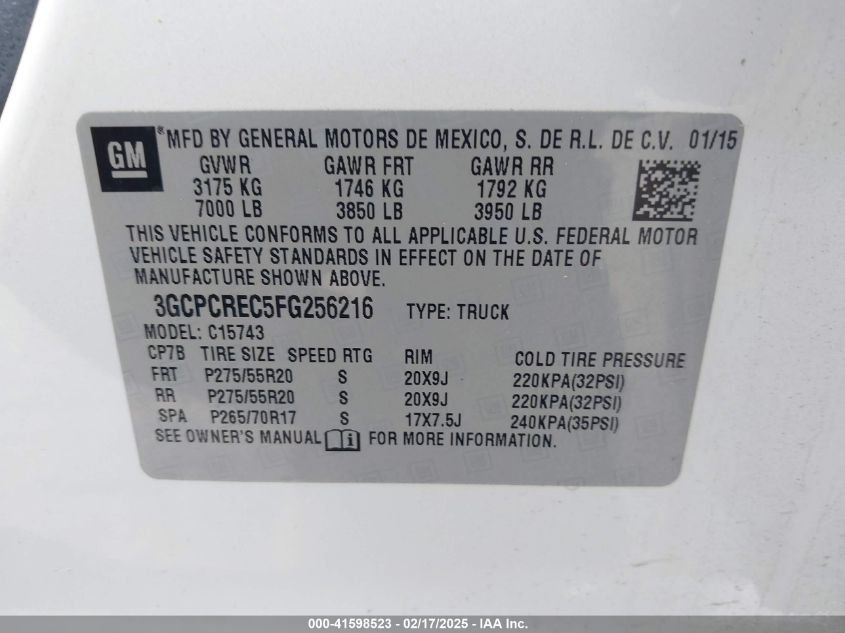 GM ® MFD BY GENERAL MOTORS DE MEXICO, S. DE R.L. DE C.V. 01/15
GVWR GAWR FRT GAWR RR
3175 KG 1746 KG 1792 KG
7000 LB 3850 LB 3950 LB
THIS VEHICLE CONFORMS TO ALL APPLICABLE U.S. FEDERAL MOTOR
VEHICLE SAFETY STANDARDS IN EFFECT ON THE DATE OF
MANUFACTURE SHOWN ABOVE.
3GCPCREC5FG256216 TYPE: TRUCK
MODEL: C15743
CP7B TIRE SIZE SPEED RTG RIM COLD TIRE PRESSURE
FRT P275/55R20 S 20X9J 220KPA(32PSI)
RR P275/55R20 S 20X9J 220KPA(32PSI)
SPA P265/70R17 S 17X7.5J 240KPA(35PSI)
SEE OWNER'S MANUAL i FOR MORE INFORMATION.
000-41598523 - 02/17/2025 - IAA Inc.